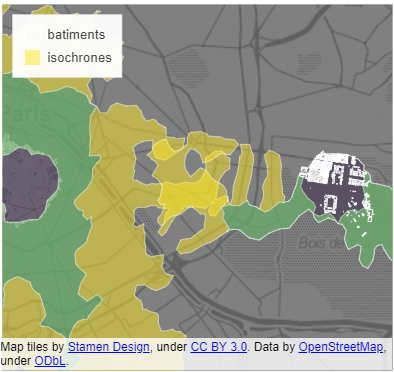 batiments
isochrones
Paris
Bois de
Map tiles by Stamen Design, under CC BY 3.0. Data by OpenStreetMap,
under ODbL.